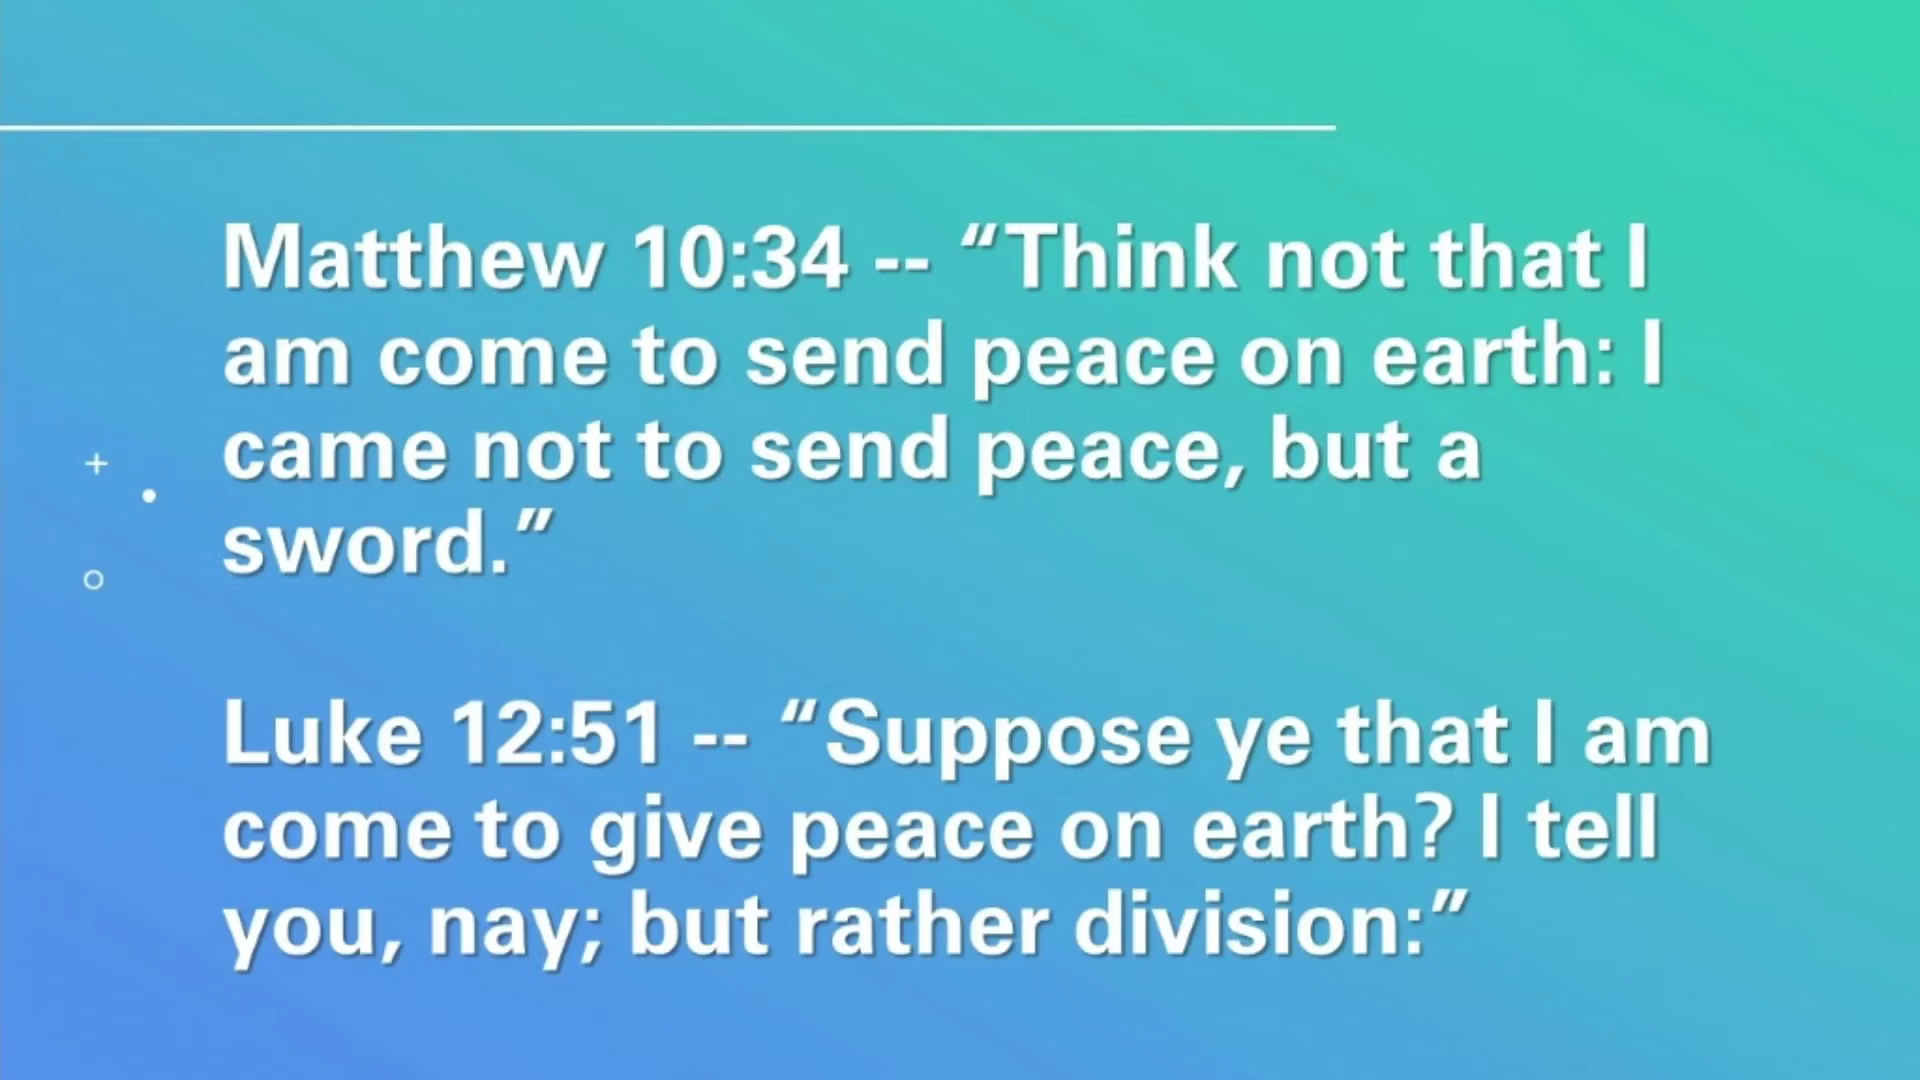 Matthew 10:34 -- “Think not that I
am come to send peace on earth: I
came not to send peace, but a
sword.”
Luke 12:51 -- “Suppose ye that I am
come to give peace on earth? I tell
you, nay; but rather division:”